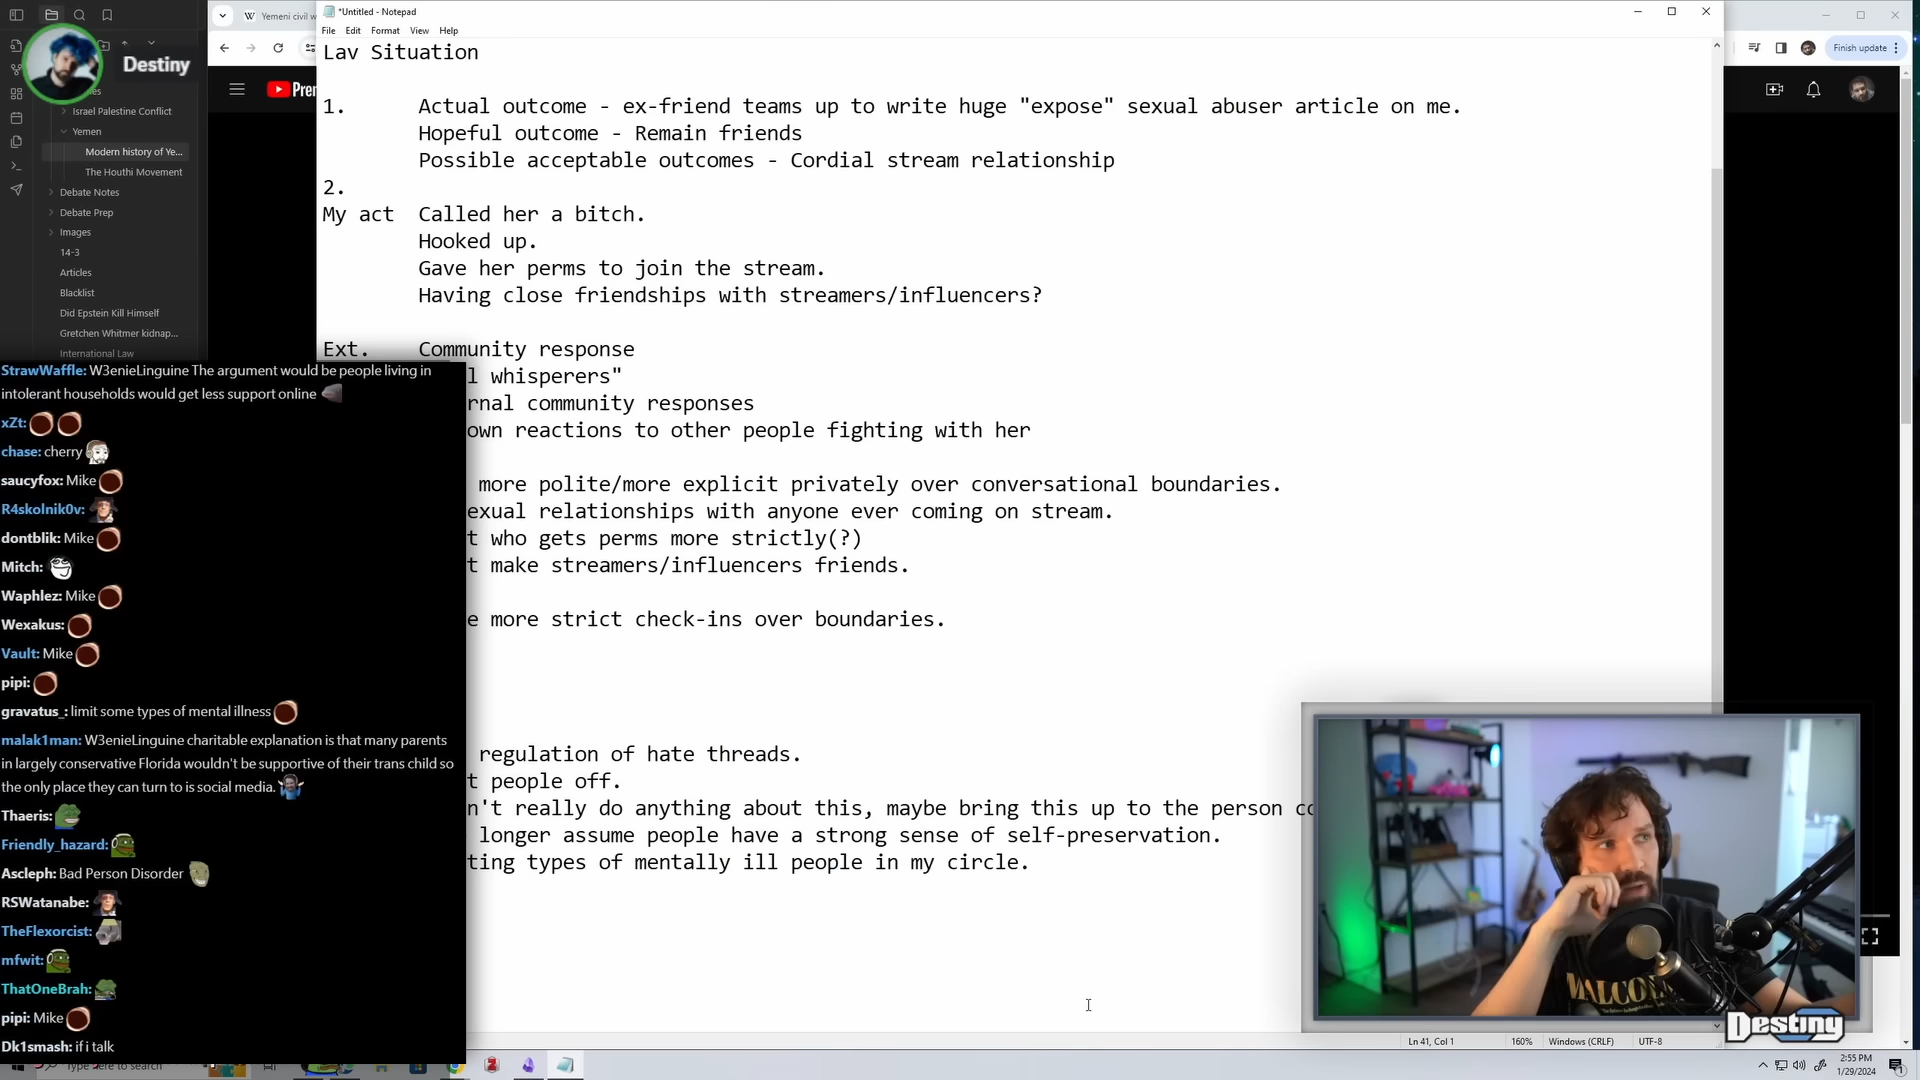 Destiny
Israel Palestine Conflict
Yemen
Modern history of Ye...
The Houthi Movement
Debate Notes
Debate Prep
Images
14-3
Articles
Blacklist
Did Epstein Kill Himself
Gretchen Whitmer kidnap...
International Law
Yemeni civil w
Finish update
*Untitled - Notepad
File Edit Format View Help
Lav Situation
1. Actual outcome - ex-friend teams up to write huge "expose" sexual abuser article on me.
Hopeful outcome - Remain friends
Possible acceptable outcomes - Cordial stream relationship
2.
My act Called her a bitch.
Hooked up.
Gave her perms to join the stream.
Having close friendships with streamers/influencers?
Ext. Community response
whisperers"
community responses
own reactions to other people fighting with her
more polite/more explicit privately over conversational boundaries.
relationships with anyone ever coming on stream.
who gets perms more strictly(?)
make streamers/influencers friends.
more strict check-ins over boundaries.
regulation of hate threads.
people off.
really do anything about this, maybe bring this up to the person
longer assume people have a strong sense of self-preservation.
types of mentally ill people in my circle.
StrawWaffle: W3enieLinguine The argument would be people living in
intolerant households would get less support online
xZt:
chase: cherry
saucyfox: Mike
R4skolnik0v:
dontblik: Mike
Mitch:
Waphlez: Mike
Wexakus:
Vault: Mike
pipi:
gravatus_: limit some types of mental illness
malak1man: W3enieLinguine charitable explanation is that many parents
in largely conservative Florida wouldn't be supportive of their trans child so
the only place they can turn to is social media.
Thaeris:
Friendly_hazard:
Ascleph: Bad Person Disorder
RSWatanabe:
TheFlexorcist:
mfwit:
ThatOneBrah:
pipi: Mike
Dk1smash: if i talk
MALCOL
Destiny
Ln 41, Col 1 160% Windows (CRLF) UTF-8
2:55 PM
1/29/2024